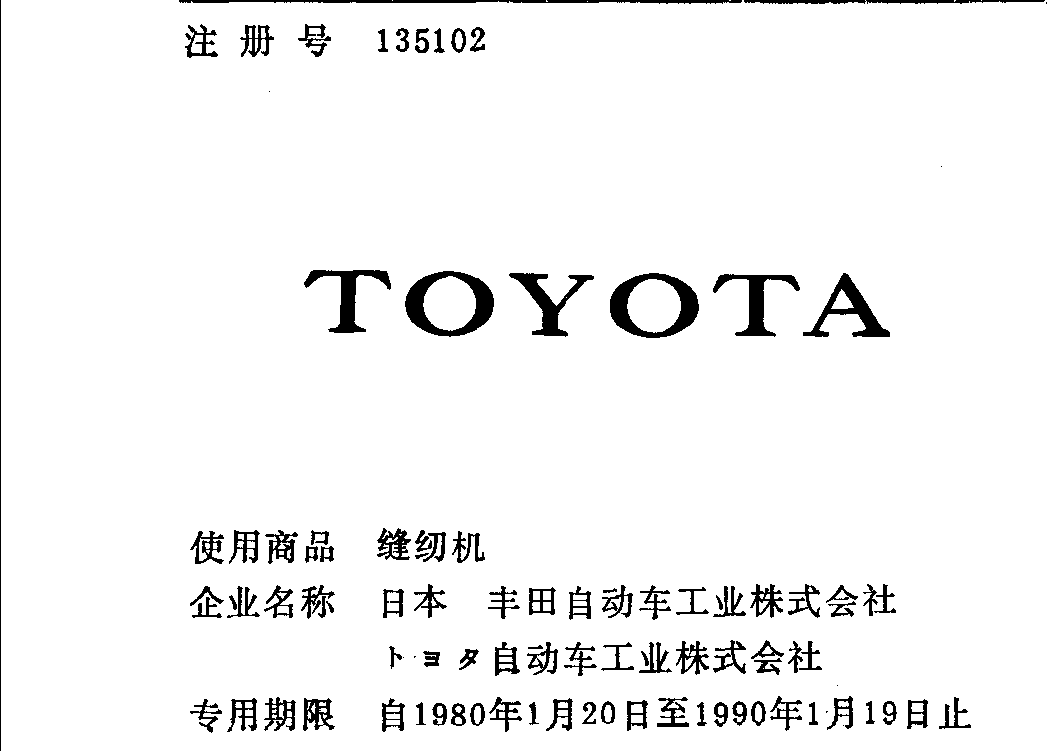 注册号 135102
TOYOTA
使用商品 缝纫机
企业名称 日本 丰田自动车工业株式会社
トヨタ自动车工业株式会社
专用期限 自1980年1月20日至1990年1月19日止